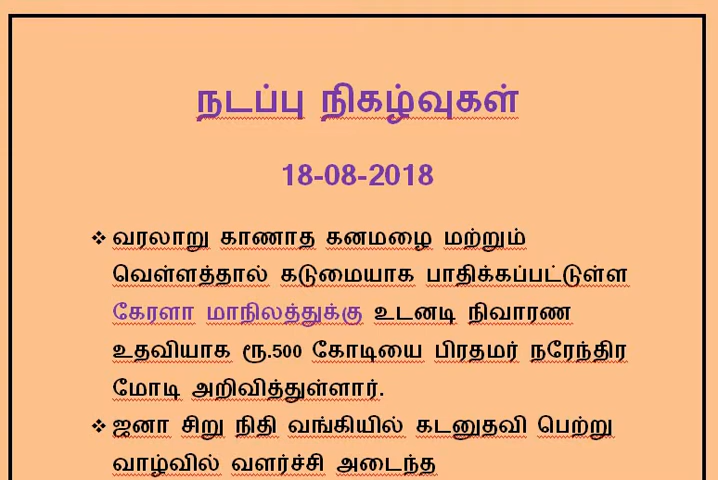 நடப்பு நிகழ்வுகள்
18-08-2018
❖ வரலாறு காணாத கனமழை மற்றும்
வெள்ளத்தால் கடுமையாக பாதிக்கப்பட்டுள்ள
கேரளா மாநிலத்துக்கு உடனடி நிவாரண
உதவியாக ரூ.500 கோடியை பிரதமர் நரேந்திர
மோடி அறிவித்துள்ளார்.
❖ ஜனா சிறு நிதி வங்கியில் கடனுதவி பெற்று
வாழ்வில் வளர்ச்சி அடைந்த